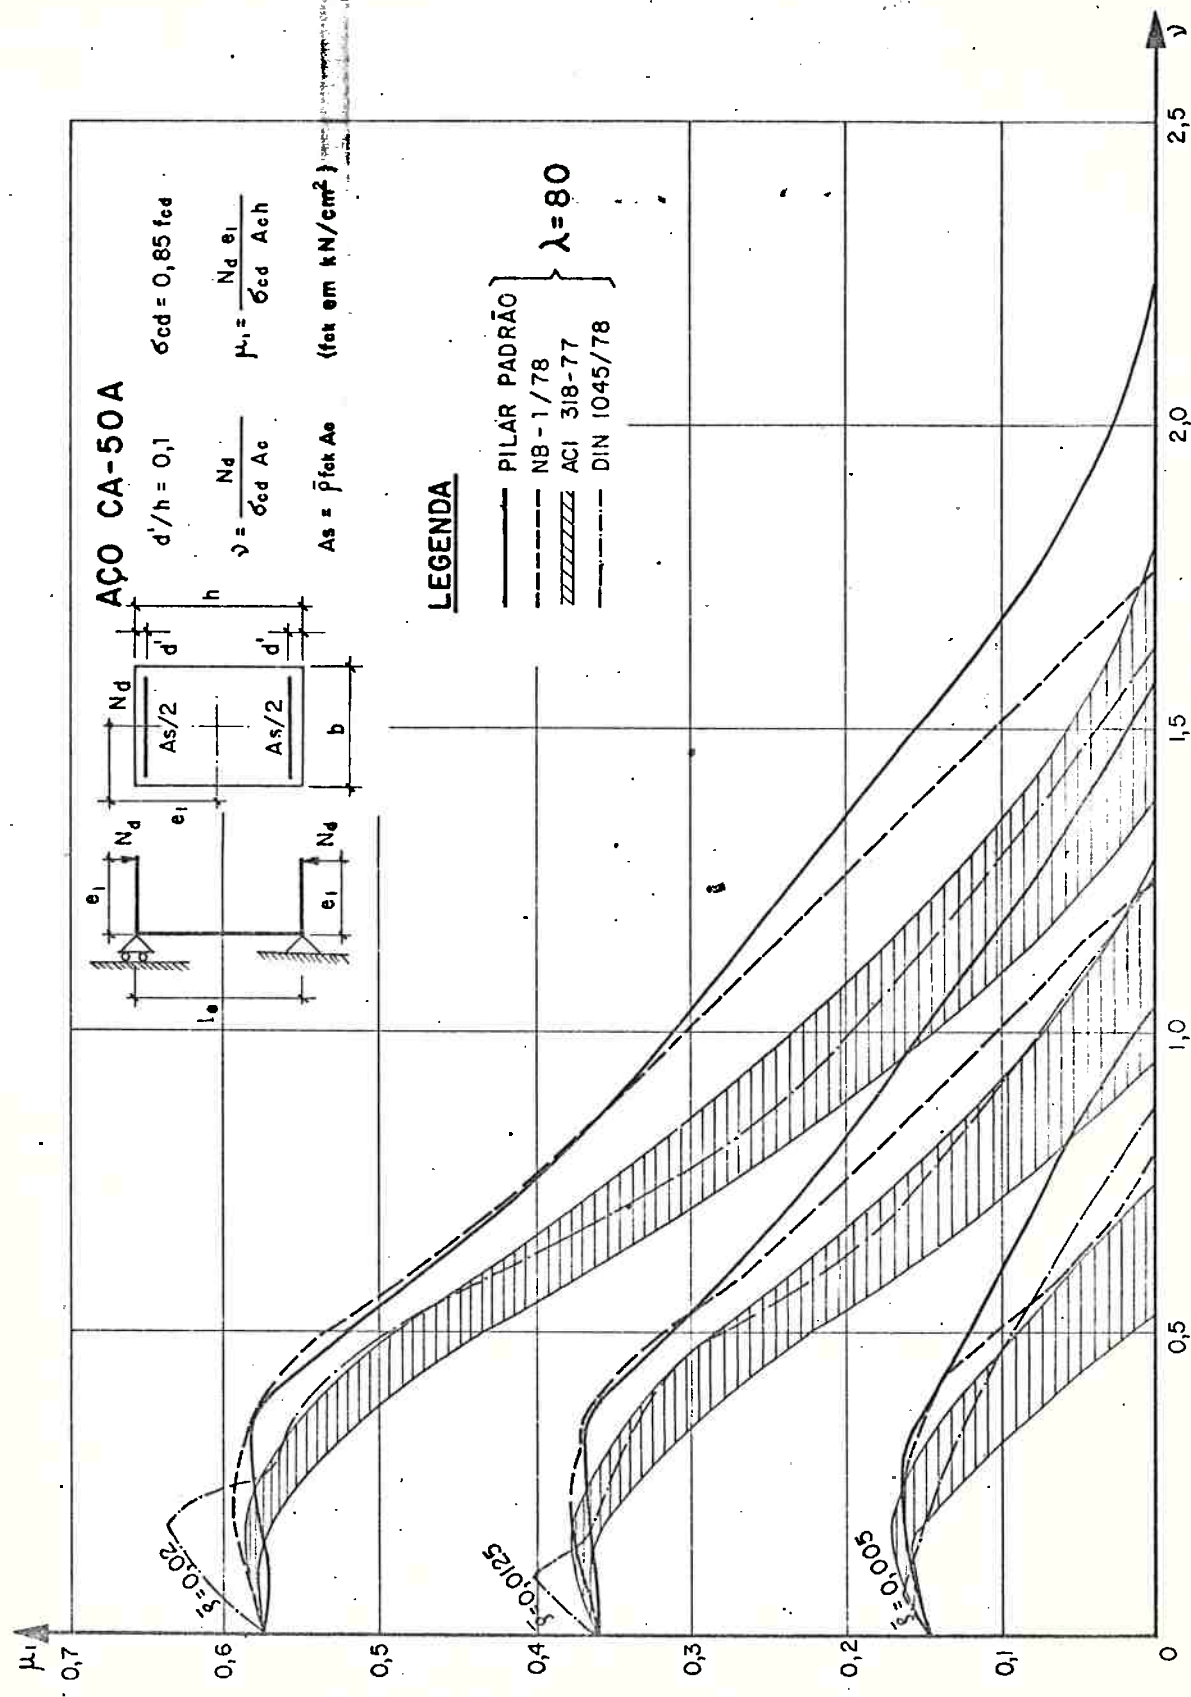 AÇO CA-50A
d'/h = 0,1
σcd = 0,85 fcd
ν = Nd / σcd Ac
μ₁ = Nd e₁ / σcd Ac h
As = ρ̄ fck Ac (fck em kN/cm²)
LEGENDA
PILAR PADRÃO
NB-1/78
ACI 318-77
DIN 1045/78
λ=80
e₁
Nd
Nd
e₁
Nd
e₁
As/2
As/2
d'
d'
h
b
μ₁
0,7
0,6
0,5
0,4
0,3
0,2
0,1
0
0,5
1,0
1,5
2,0
2,5
ν
ρ̄=0,02
ρ̄=0,0125
ρ̄=0,005